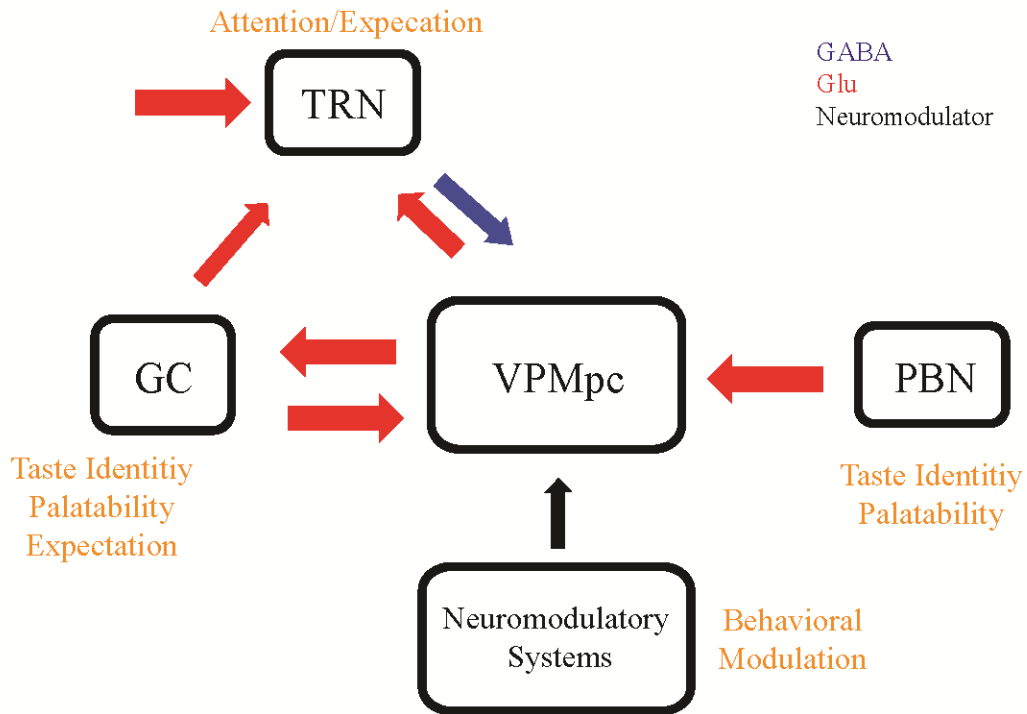 Attention/Expecation
TRN
GABA
Glu
Neuromodulator
GC
VPMpc
PBN
Taste Identitiy
Palatability
Expectation
Taste Identitiy
Palatability
Neuromodulatory
Systems
Behavioral
Modulation